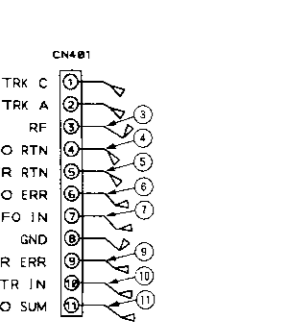 CN401
TRK C 1
TRK A 2
RF 3 3
O RTN 4 4
R RTN 5 5
O ERR 6 6
FO IN 7 7
GND 8
R ERR 9 9
TR IN 10 10
O SUM 11 11